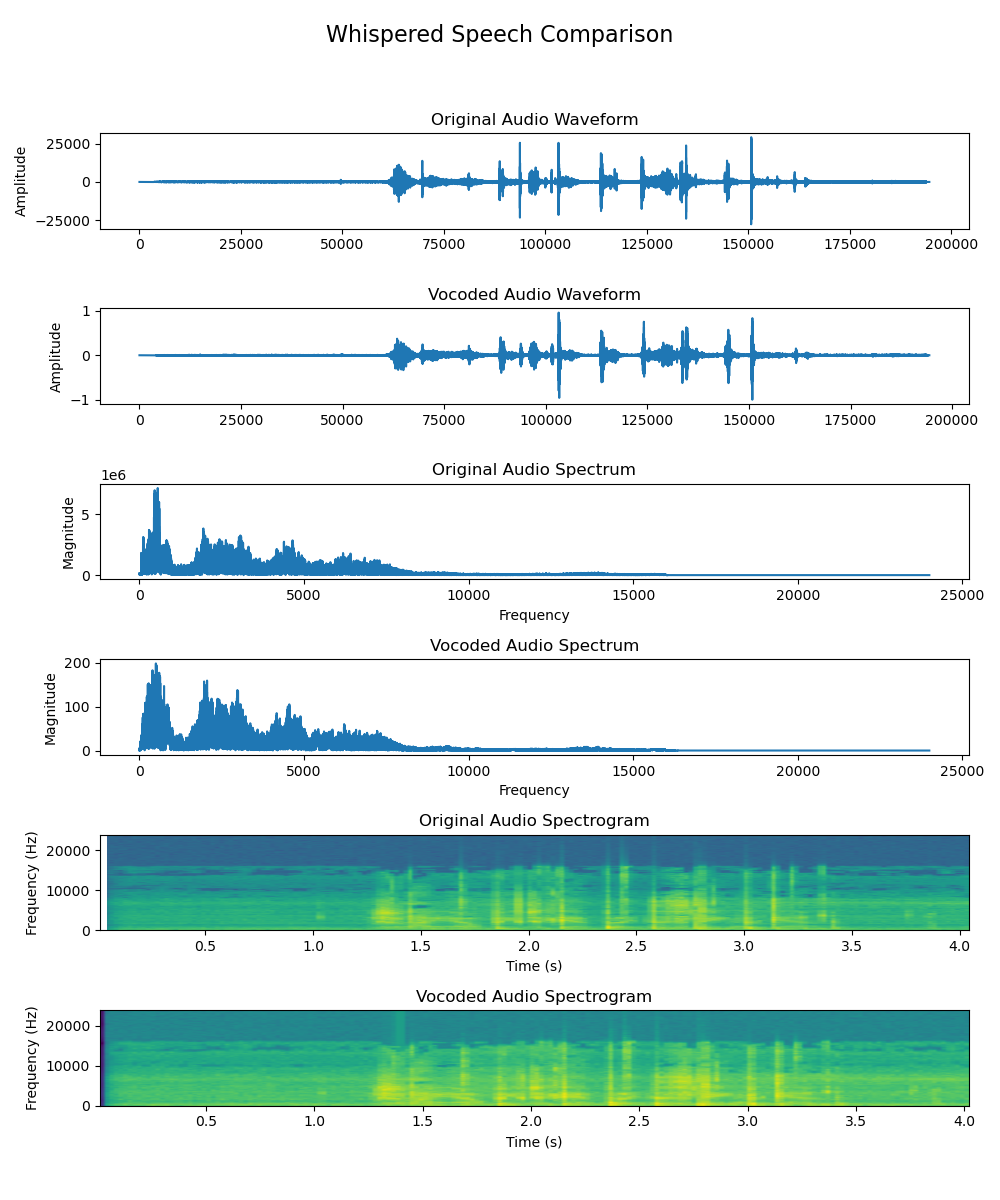 Whispered Speech Comparison
Original Audio Waveform
Amplitude
25000
0
−25000
0 25000 50000 75000 100000 125000 150000 175000 200000
Vocoded Audio Waveform
Amplitude
1
0
−1
0 25000 50000 75000 100000 125000 150000 175000 200000
Original Audio Spectrum
1e6
Magnitude
5
0
0 5000 10000 15000 20000 25000
Frequency
Vocoded Audio Spectrum
Magnitude
200
100
0
0 5000 10000 15000 20000 25000
Frequency
Original Audio Spectrogram
Frequency (Hz)
20000
10000
0
0.5 1.0 1.5 2.0 2.5 3.0 3.5 4.0
Time (s)
Vocoded Audio Spectrogram
Frequency (Hz)
20000
10000
0
0.5 1.0 1.5 2.0 2.5 3.0 3.5 4.0
Time (s)